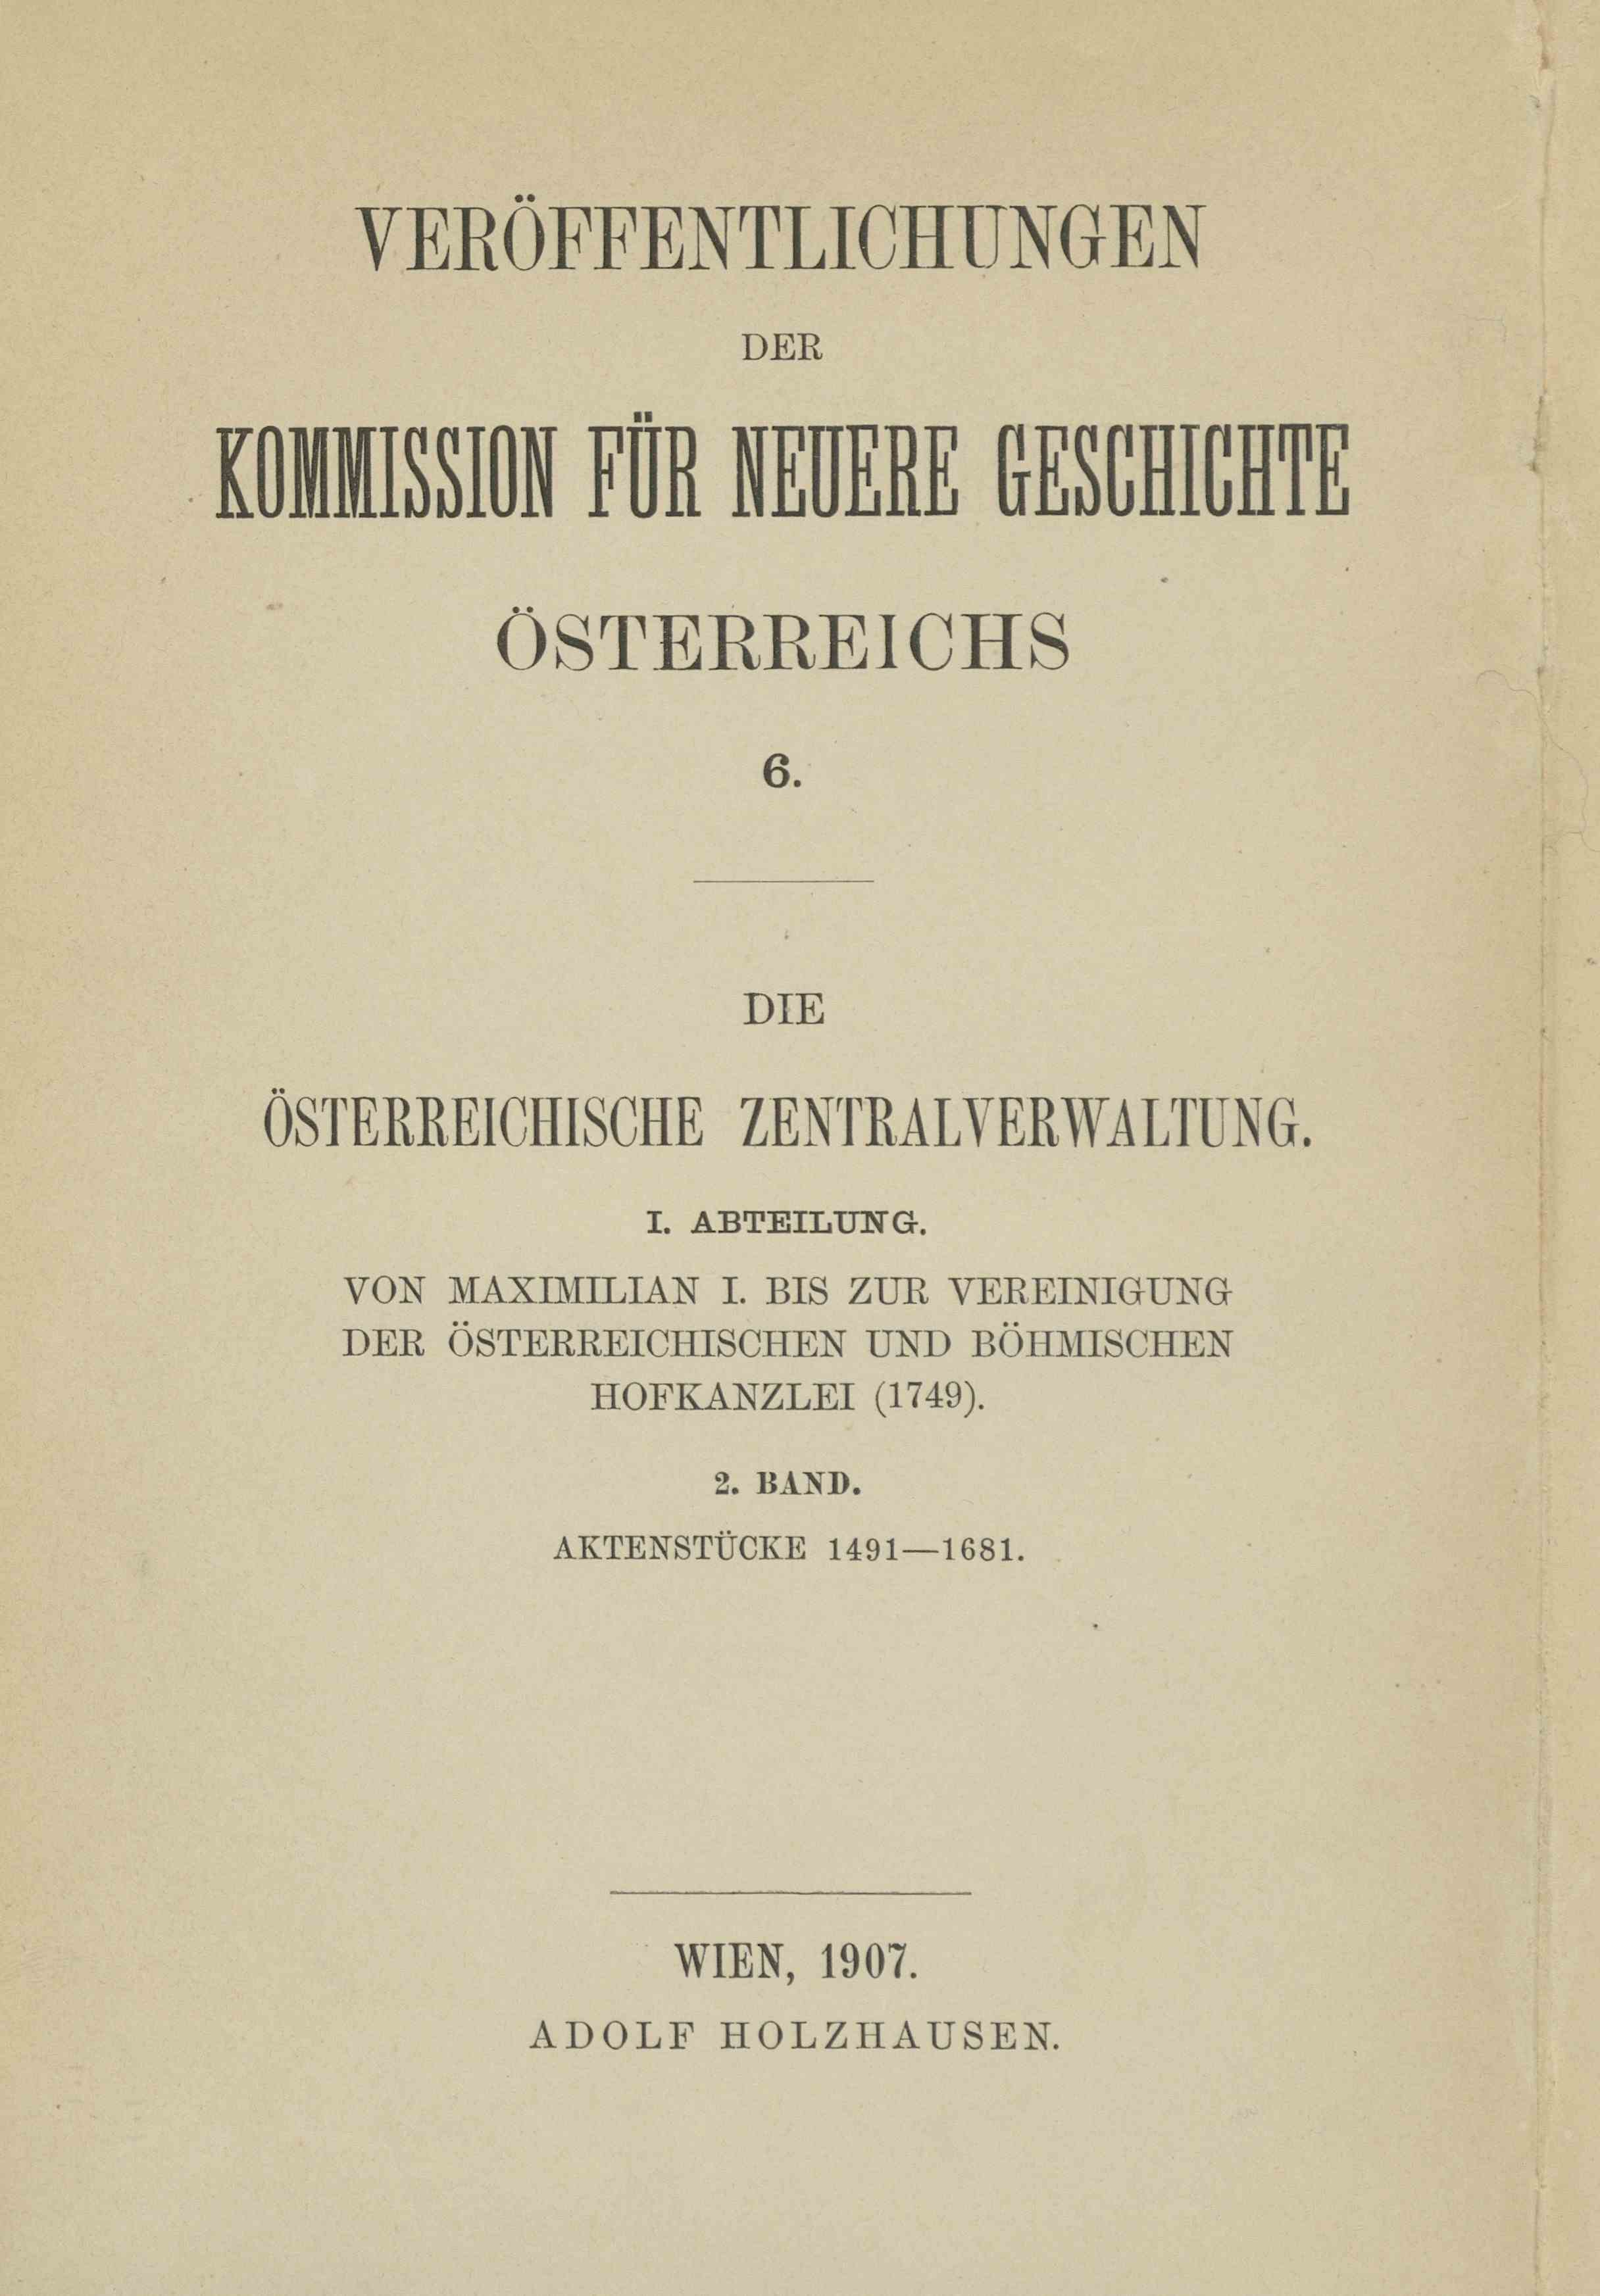 VERÖFFENTLICHUNGEN
DER
KOMMISSION FÜR NEUERE GESCHICHTE
ÖSTERREICHS
6.
DIE
ÖSTERREICHISCHE ZENTRALVERWALTUNG.
I. ABTEILUNG.
VON MAXIMILIAN I. BIS ZUR VEREINIGUNG
DER ÖSTERREICHISCHEN UND BÖHMISCHEN
HOFKANZLEI (1749).
2. BAND.
AKTENSTÜCKE 1491—1681.
WIEN, 1907.
ADOLF HOLZHAUSEN.